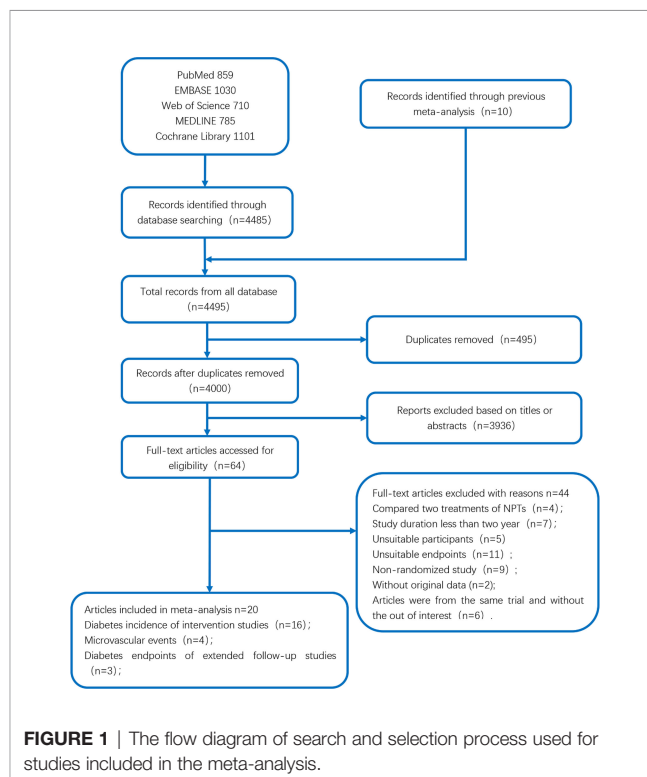 PubMed 859
EMBASE 1030
Web of Science 710
MEDLINE 785
Cochrane Library 1101
Records identified through previous
meta-analysis (n=10)
Records identified through
database searching (n=4485)
Total records from all database
(n=4495)
Duplicates removed (n=495)
Records after duplicates removed
(n=4000)
Reports excluded based on titles or
abstracts (n=3936)
Full-text articles accessed for
eligibility (n=64)
Full-text articles excluded with reasons n=44
Compared two treatments of NPTs (n=4);
Study duration less than two year (n=7);
Unsuitable participants (n=5)
Unsuitable endpoints (n=11) ;
Non-randomized study (n=9) ;
Without original data (n=2);
Articles were from the same trial and without
the out of interest (n=6) .
Articles included in meta-analysis n=20
Diabetes incidence of intervention studies (n=16);
Microvascular events (n=4);
Diabetes endpoints of extended follow-up studies
(n=3);
FIGURE 1 | The flow diagram of search and selection process used for
studies included in the meta-analysis.